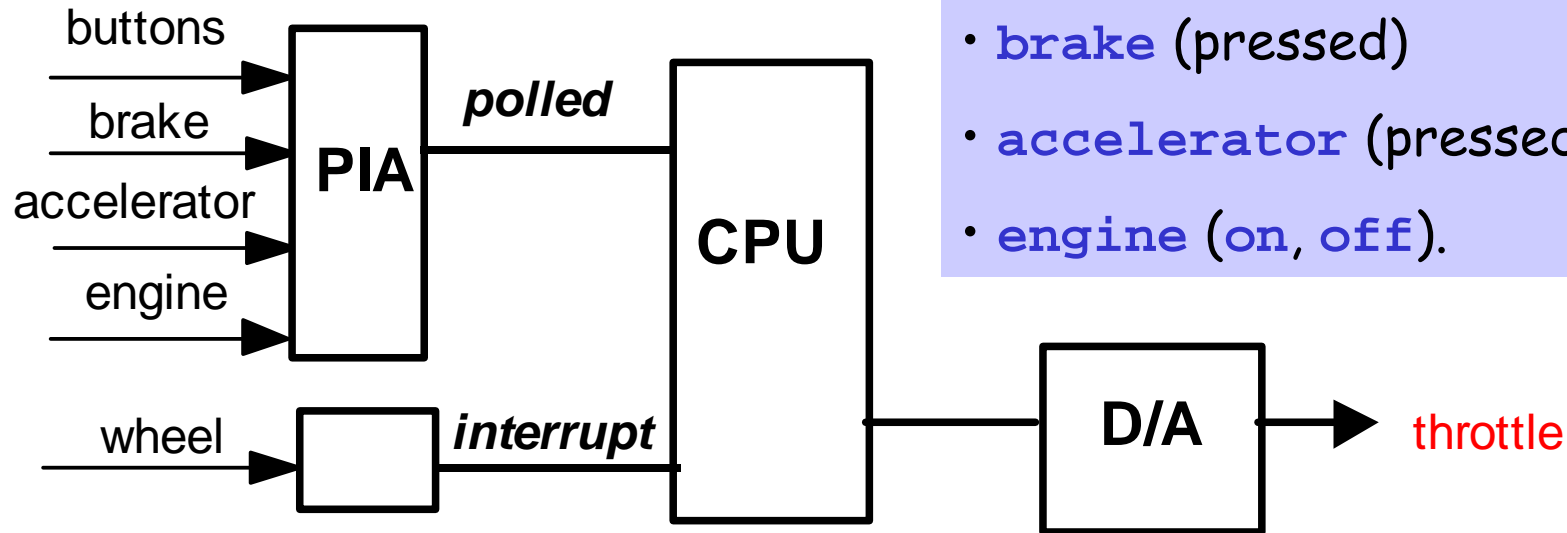 buttons
brake
accelerator
engine
PIA
polled
CPU
wheel
interrupt
D/A
throttle
• brake (pressed)
• accelerator (pressed
• engine (on, off).